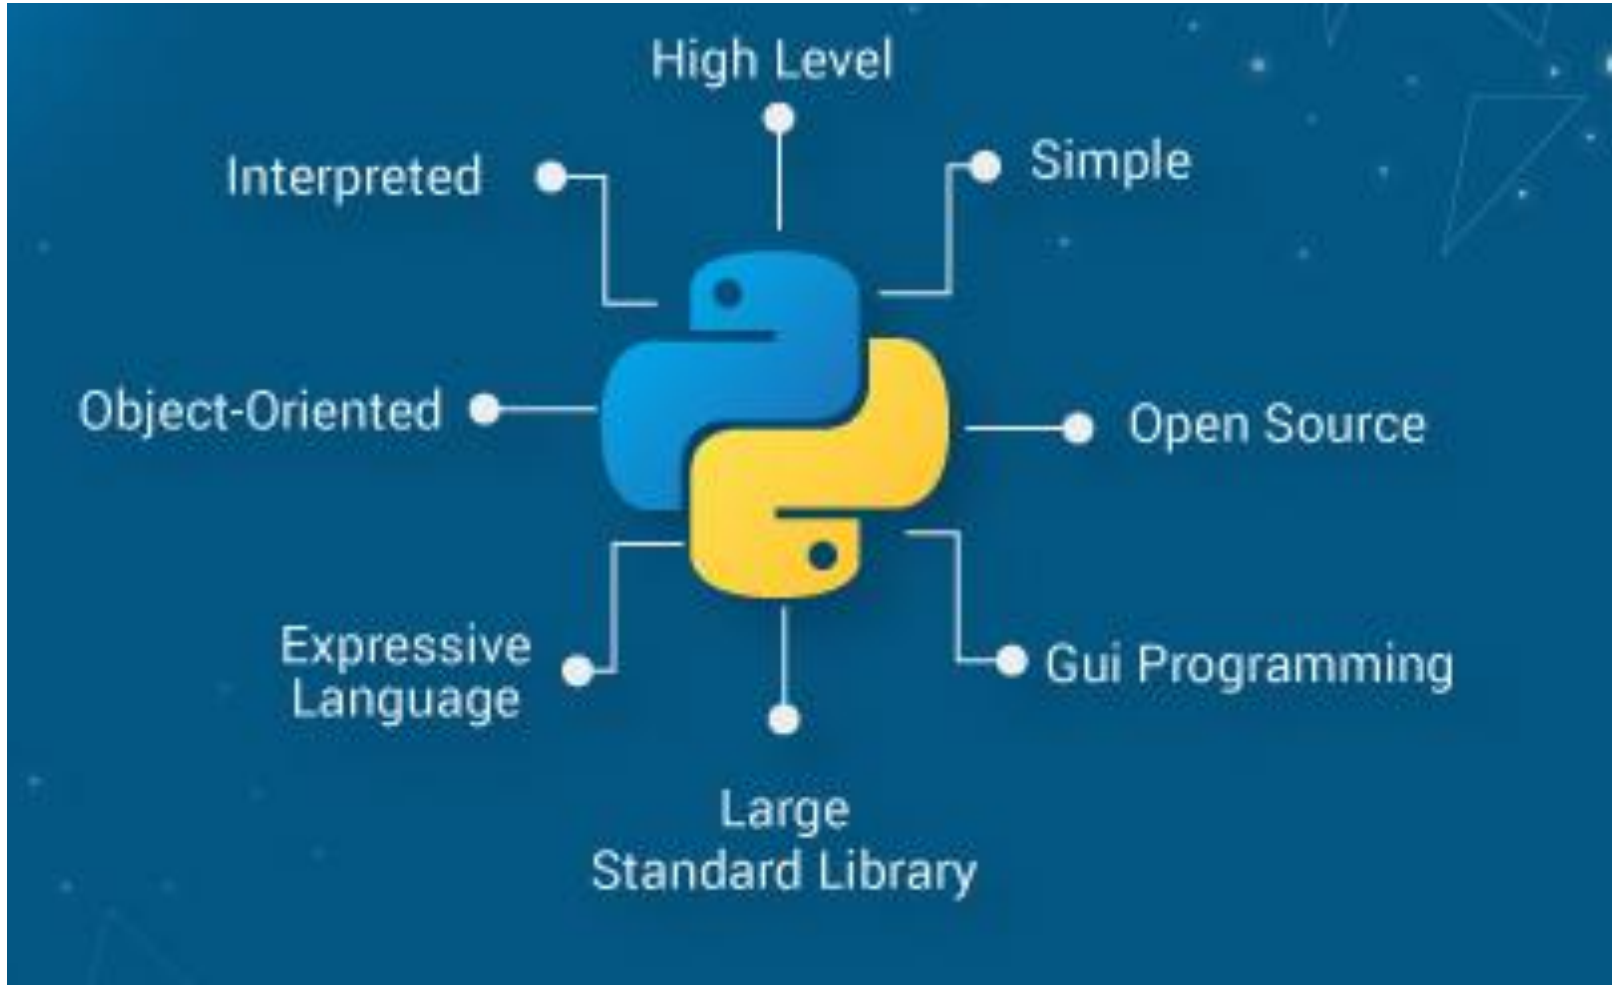 High Level
Interpreted
Simple
Object-Oriented
Open Source
Expressive
Language
Gui Programming
Large
Standard Library